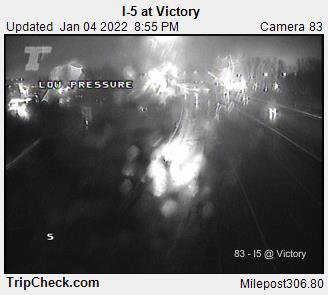 I-5 at Victory
Updated Jan 04 2022 8:55 PM Camera 83
LOW PRESSURE
S
83 - I5 @ Victory
TripCheck.com Milepost306.80